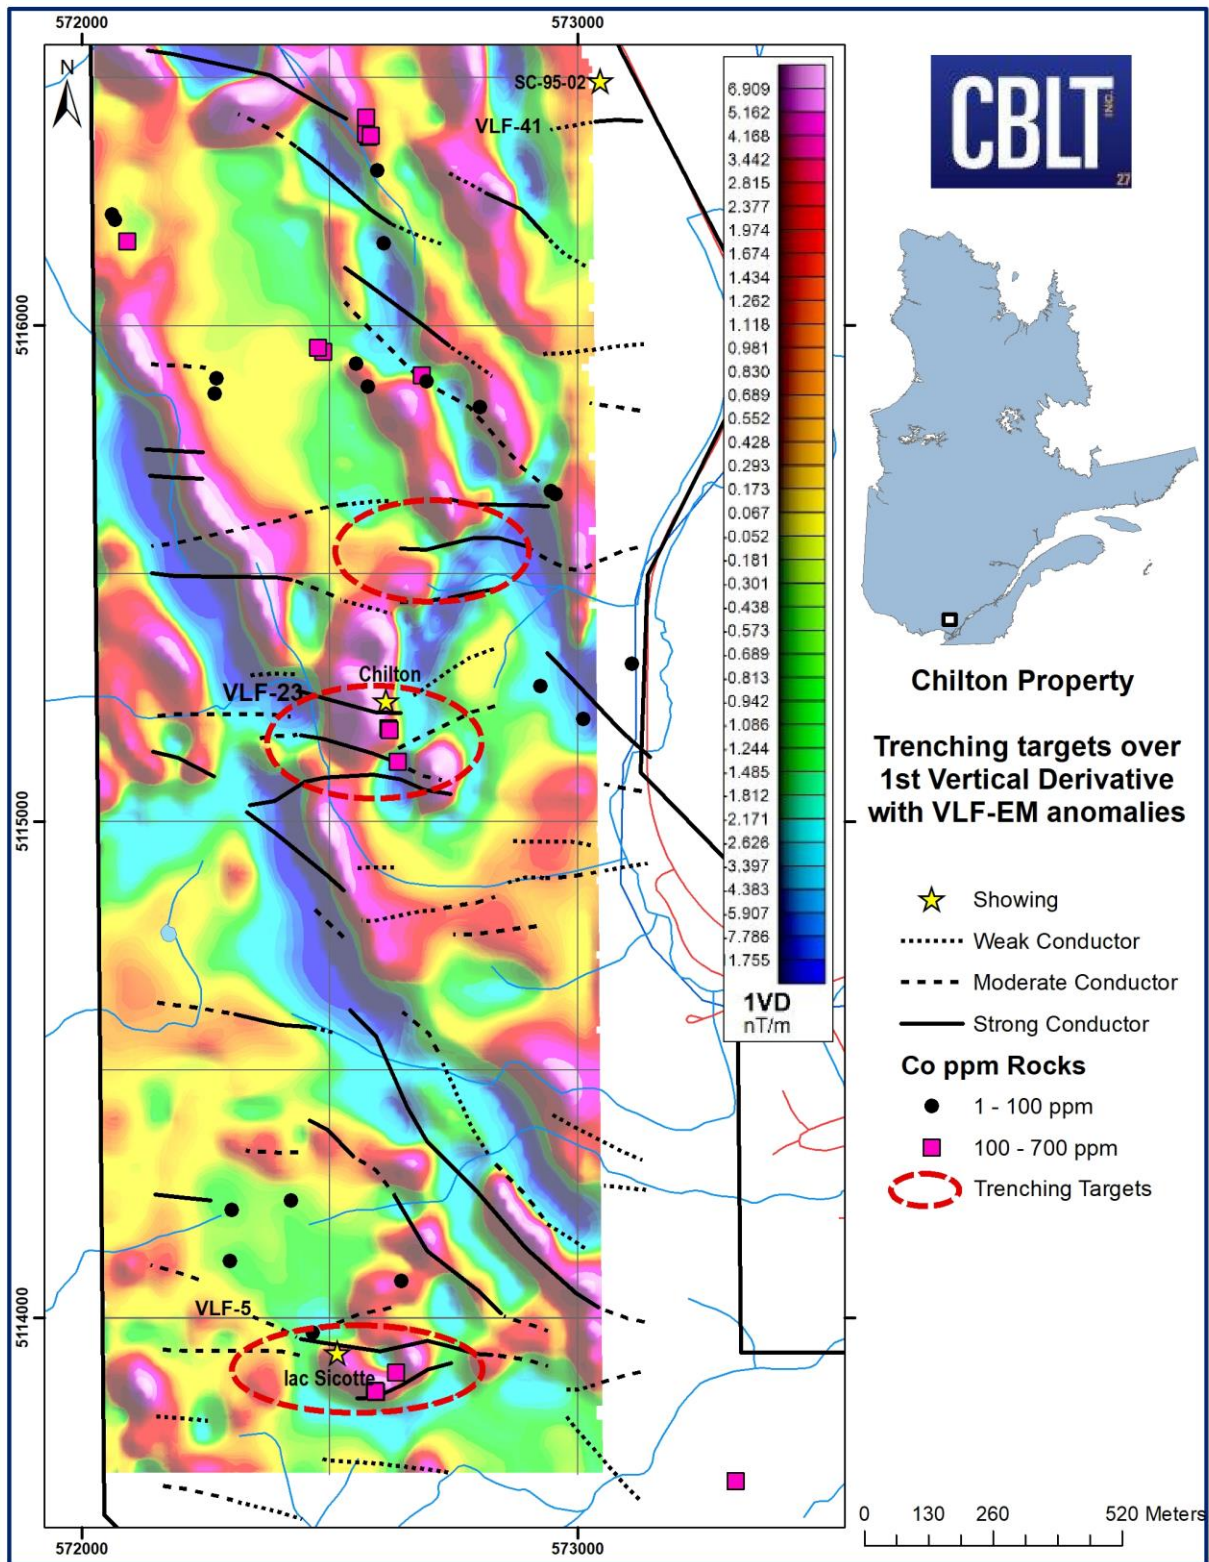 572000
573000
N
SC-95-02
VLF-41
5116000
Chilton
VLF-23
5115000
VLF-5
5114000
lac Sicotte
572000
573000
6.909
5.162
4.168
3.442
2.815
2.377
1.974
1.674
1.434
1.262
1.118
0.981
0.830
0.689
0.552
0.428
0.293
0.173
0.067
-0.052
-0.181
-0.301
-0.438
-0.573
-0.689
-0.813
-0.942
-1.086
-1.244
-1.485
-1.812
-2.171
-2.626
-3.397
-4.383
-5.907
-7.786
1.755
1VD
nT/m
CBLT INC.
27
Chilton Property
Trenching targets over
1st Vertical Derivative
with VLF-EM anomalies
Showing
Weak Conductor
Moderate Conductor
Strong Conductor
Co ppm Rocks
1 - 100 ppm
100 - 700 ppm
Trenching Targets
0 130 260 520 Meters